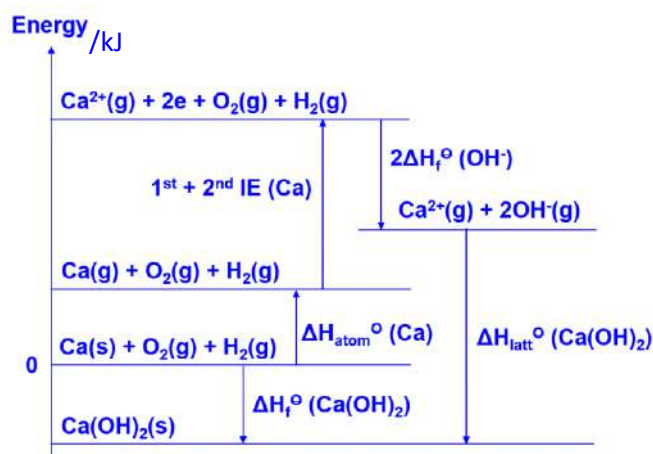 Energy /kJ
Ca²⁺(g) + 2e + O₂(g) + H₂(g)
2ΔH_f^⊖ (OH⁻)
1ˢᵗ + 2ⁿᵈ IE (Ca)
Ca²⁺(g) + 2OH⁻(g)
Ca(g) + O₂(g) + H₂(g)
Ca(s) + O₂(g) + H₂(g)
ΔH_atom^⊖ (Ca)
ΔH_latt^⊖ (Ca(OH)₂)
0
ΔH_f^⊖ (Ca(OH)₂)
Ca(OH)₂(s)